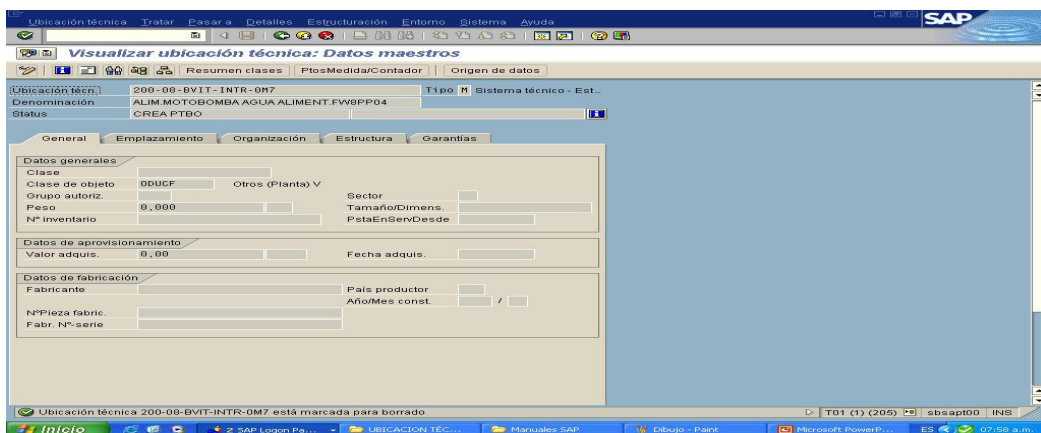 Ubicación técnica Tratar Pasar a Detalles Estructuración Entorno Sistema Ayuda
SAP
Visualizar ubicación técnica: Datos maestros
Resumen clases PtosMedida/Contador Origen de datos
Ubicación técn. 200-08-BVIT-INTR-0M7 Tipo M Sistema técnico - Est...
Denominación ALIM.MOTOBOMBA AGUA ALIMENT.FW8PP04
Status CREA PTBO
General Emplazamiento Organización Estructura Garantías
Datos generales
Clase
Clase de objeto ODUCF Otros (Planta) V
Grupo autoriz. Sector
Peso 0,000 Tamaño/Dimens.
Nº inventario PstaEnServDesde
Datos de aprovisionamiento
Valor adquis. 0,00 Fecha adquis.
Datos de fabricación
Fabricante País productor
Año/Mes const. /
NºPieza fabric.
Fabr. Nº-serie
Ubicación técnica 200-08-BVIT-INTR-0M7 está marcada para borrado T01 (1) (205) sbsapt00 INS
Inicio 2 SAP Logon Pa... UBICACION TÉC... Manuales SAP Dibujo - Paint Microsoft PowerP... ES 07:58 a.m.